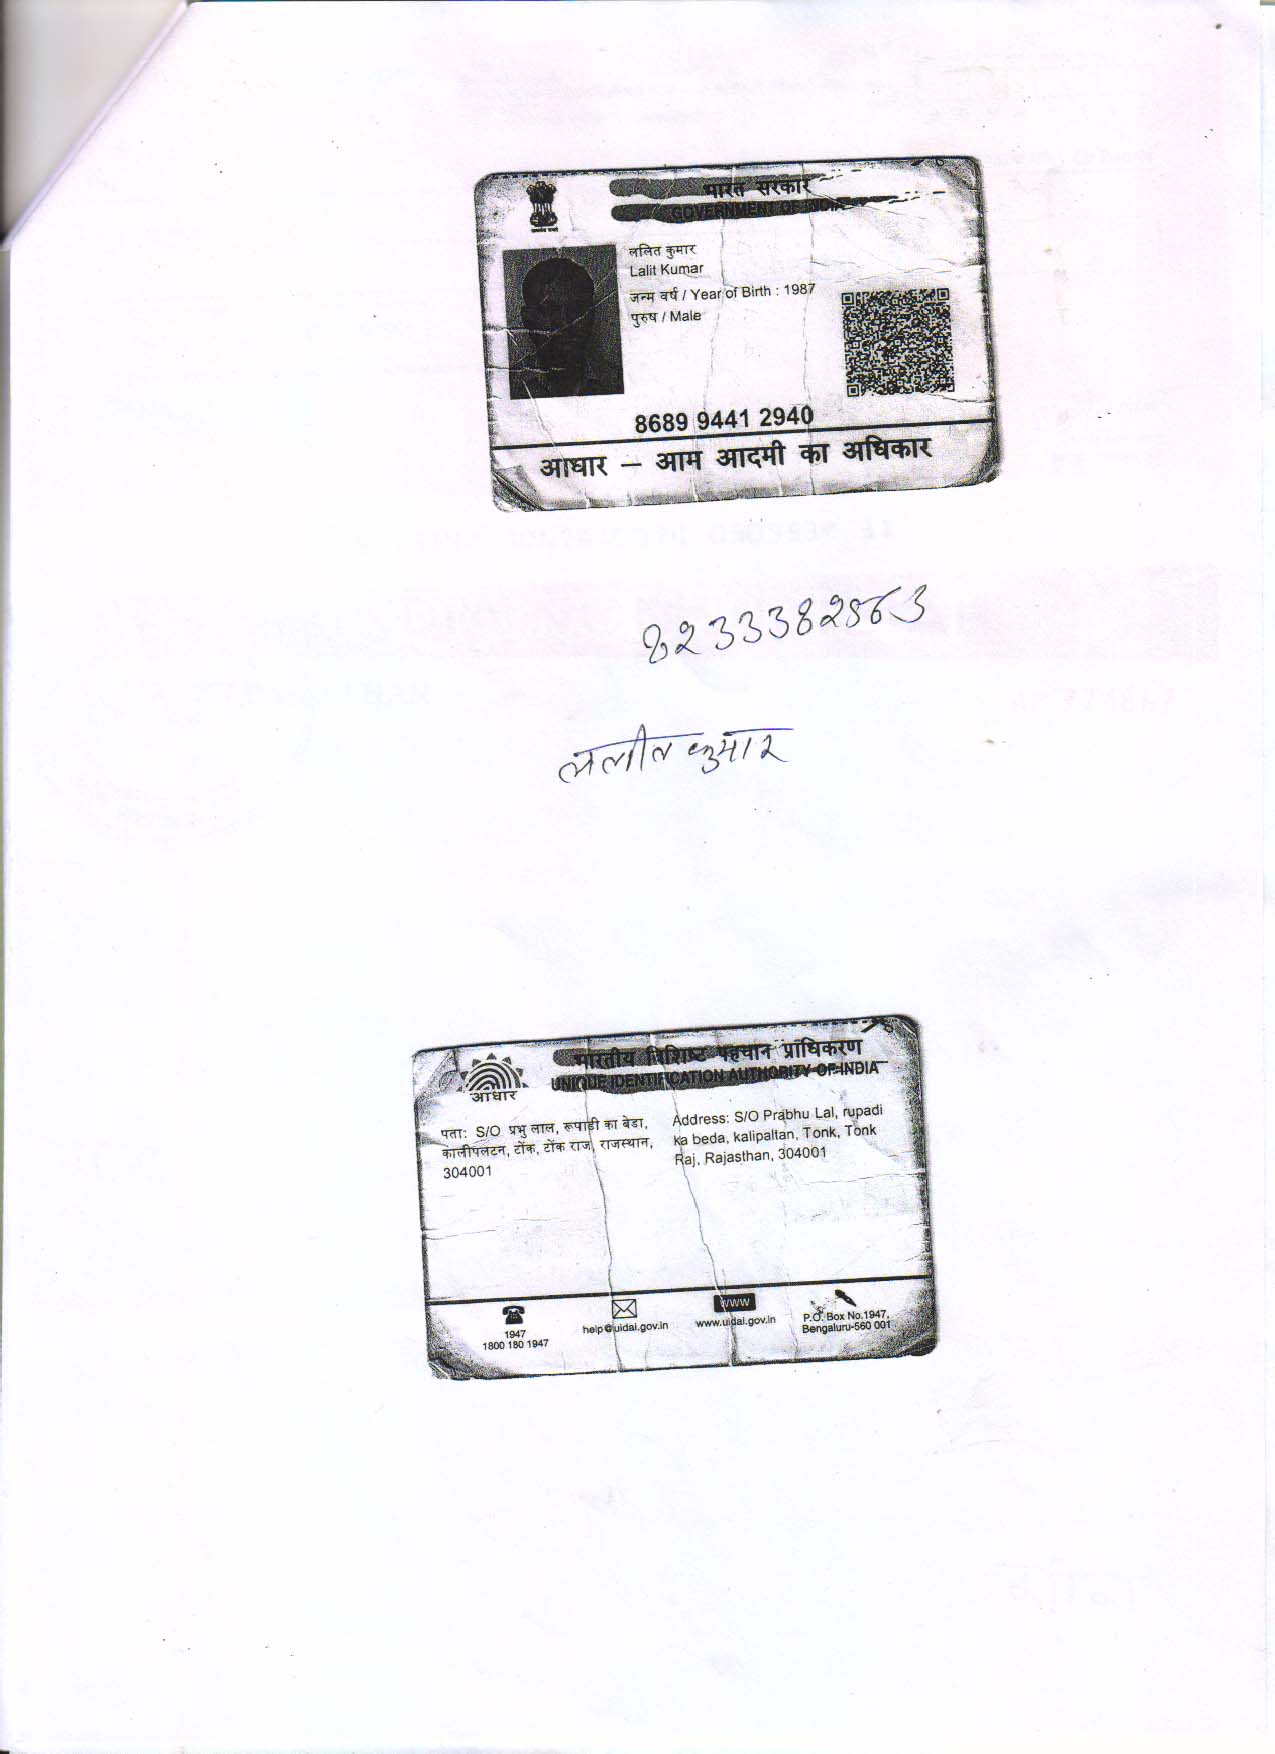 भारत सरकार
GOVERNMENT OF INDIA
ललित कुमार
Lalit Kumar
जन्म वर्ष / Year of Birth : 1987
पुरुष / Male
8689 9441 2940
आधार – आम आदमी का अधिकार
8233382563
ललीत कुमार
भारतीय विशिष्ट पहचान प्राधिकरण
UNIQUE IDENTIFICATION AUTHORITY OF INDIA
आधार
पता: S/O प्रभु लाल, रूपाड़ी का बेडा,
कालीपलटन, टोंक, टोंक राज, राजस्थान,
304001
Address: S/O Prabhu Lal, rupadi
ka beda, kalipaltan, Tonk, Tonk
Raj, Rajasthan, 304001
1947
1800 180 1947
help@uidai.gov.in
www
www.uidai.gov.in
P.O. Box No.1947,
Bengaluru-560 001